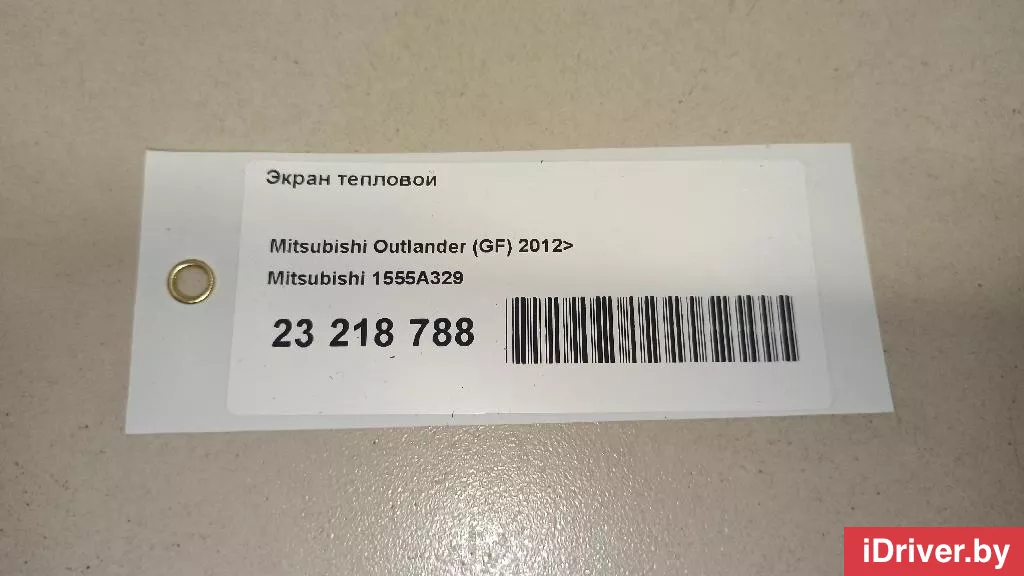 Экран тепловой
Mitsubishi Outlander (GF) 2012>
Mitsubishi 1555A329
23 218 788
iDriver.by